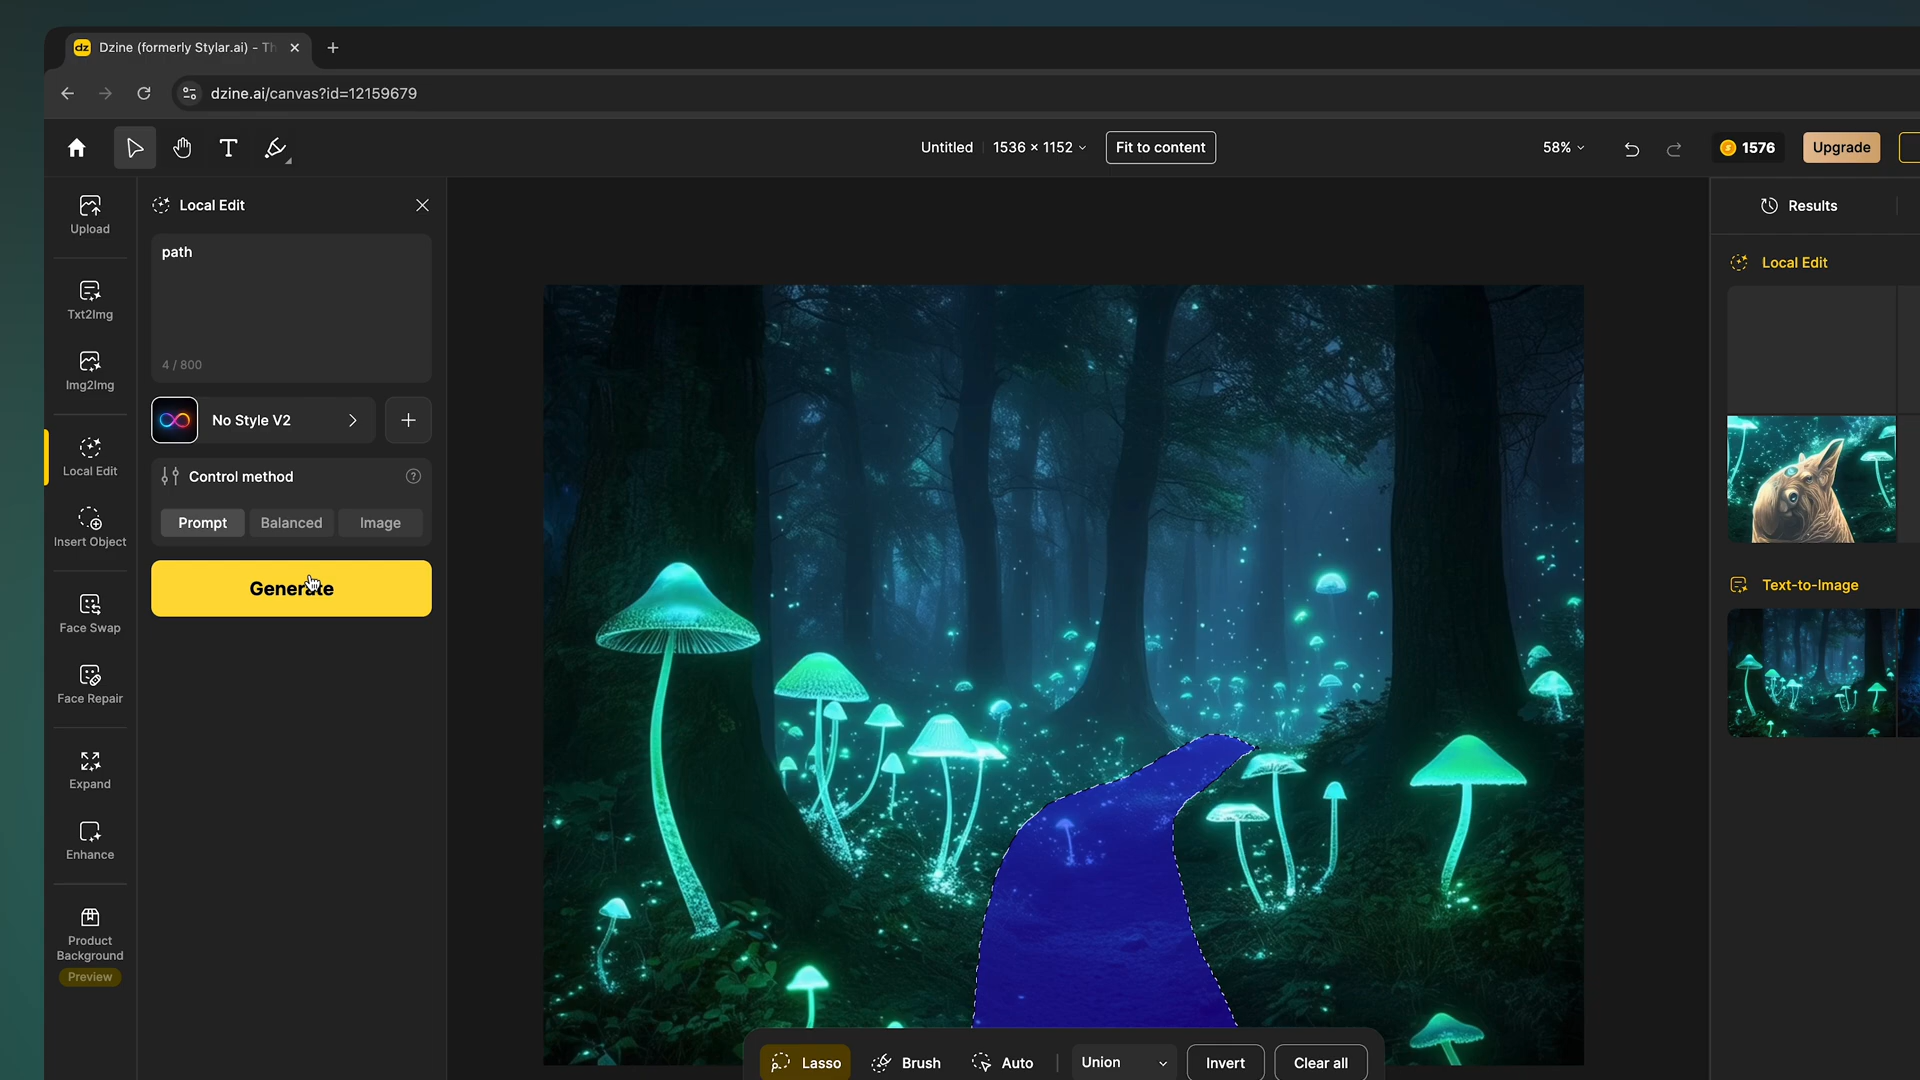 dz Dzine (formerly Stylar.ai) - Th
dzine.ai/canvas?id=12159679
Untitled 1536 × 1152 Fit to content 58% 1576 Upgrade
Upload
Txt2Img
Img2Img
Local Edit
Insert Object
Face Swap
Face Repair
Expand
Enhance
Product
Background
Preview
Local Edit
path
4 / 800
No Style V2
Control method ?
Prompt Balanced Image
Generate
Lasso Brush Auto Union Invert Clear all
Results
Local Edit
Text-to-Image